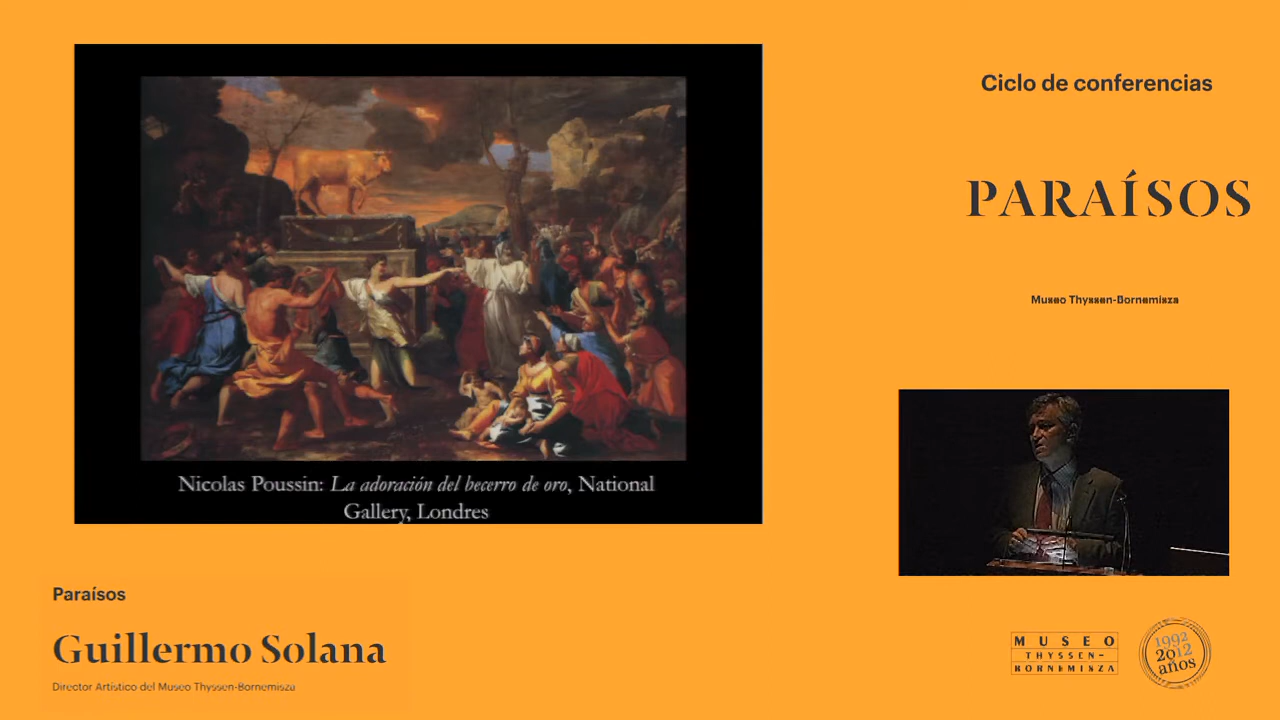 Ciclo de conferencias
PARAÍSOS
Museo Thyssen-Bornemisza
Nicolas Poussin: La adoración del becerro de oro, National
Gallery, Londres
Paraísos
Guillermo Solana
Director Artístico del Museo Thyssen-Bornemisza
MUSEO
THYSSEN-
BORNEMISZA
1992
2012
años